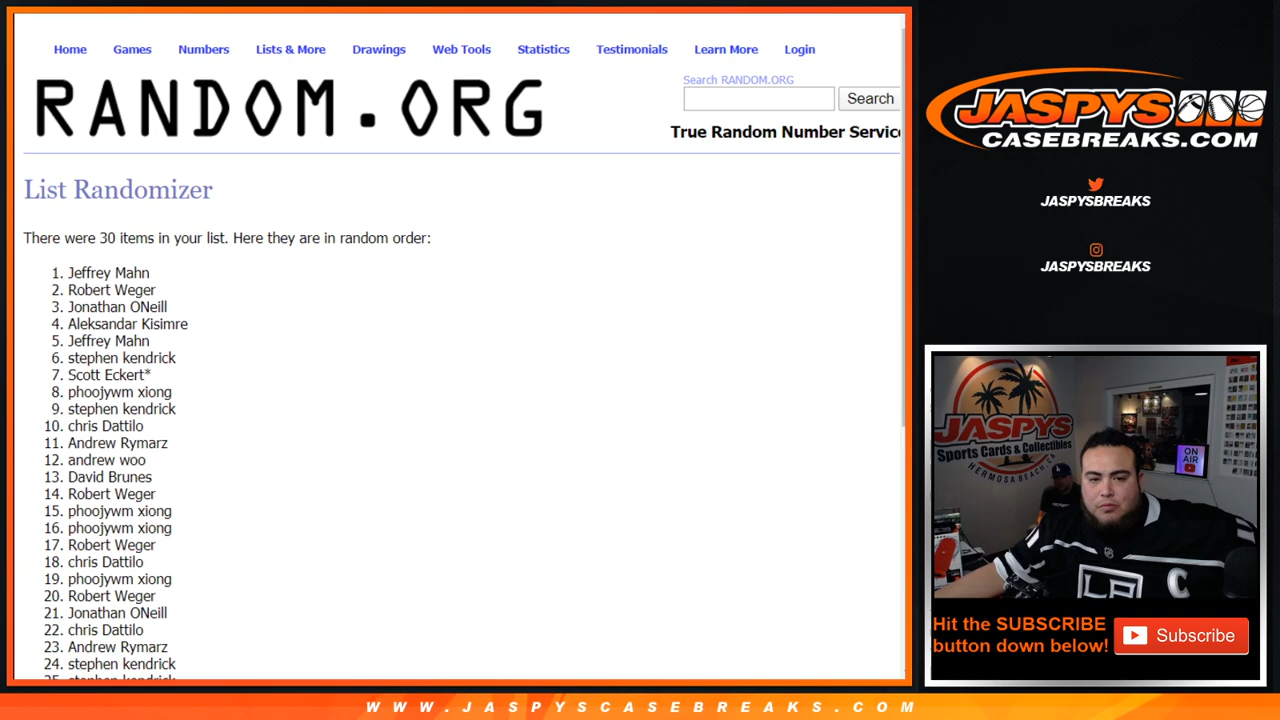 Home Games Numbers Lists & More Drawings Web Tools Statistics Testimonials Learn More Login
RANDOM.ORG
Search RANDOM.ORG
Search
True Random Number Servic
List Randomizer
There were 30 items in your list. Here they are in random order:
1. Jeffrey Mahn
2. Robert Weger
3. Jonathan ONeill
4. Aleksandar Kisimre
5. Jeffrey Mahn
6. stephen kendrick
7. Scott Eckert*
8. phoojywm xiong
9. stephen kendrick
10. chris Dattilo
11. Andrew Rymarz
12. andrew woo
13. David Brunes
14. Robert Weger
15. phoojywm xiong
16. phoojywm xiong
17. Robert Weger
18. chris Dattilo
19. phoojywm xiong
20. Robert Weger
21. Jonathan ONeill
22. chris Dattilo
23. Andrew Rymarz
24. stephen kendrick
25. stephen kendrick
JASPYS
CASEBREAKS.COM
JASPYSBREAKS
JASPYSBREAKS
JASPYS
Sports Cards & Collectibles
HERMOSA BEACH, CA
ON
AIR
LA
C
Hit the SUBSCRIBE
button down below!
Subscribe
WWW.JASPYSCASEBREAKS.COM